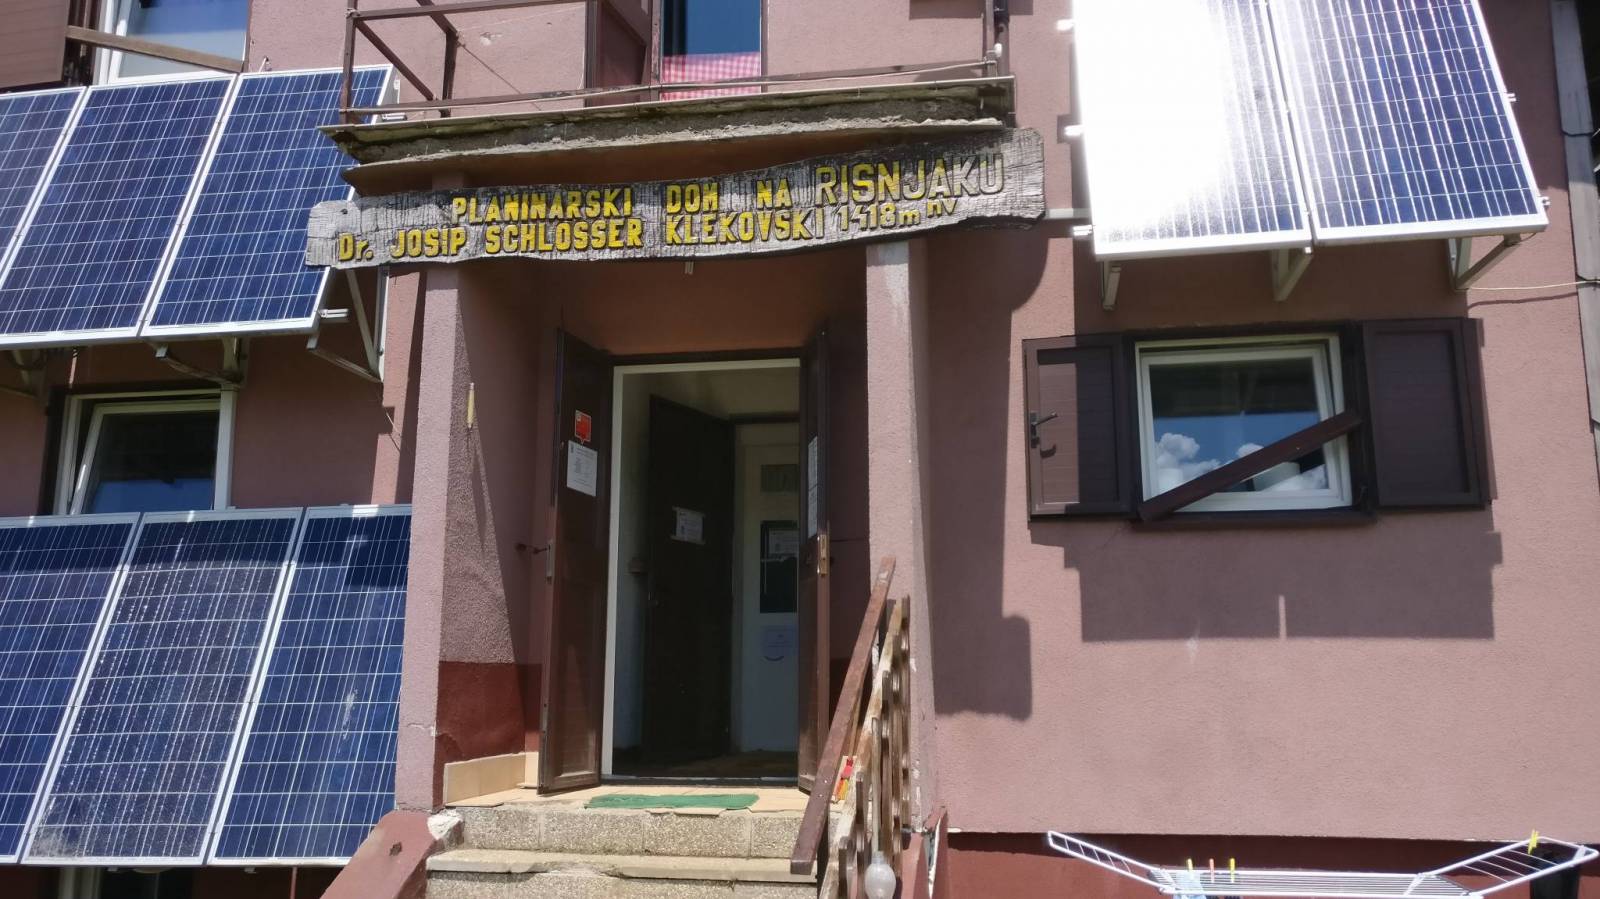 PLANINARSKI DOM NA RISNJAKU
Dr. JOSIP SCHLOSSER KLEKOVSKI 1418m nv